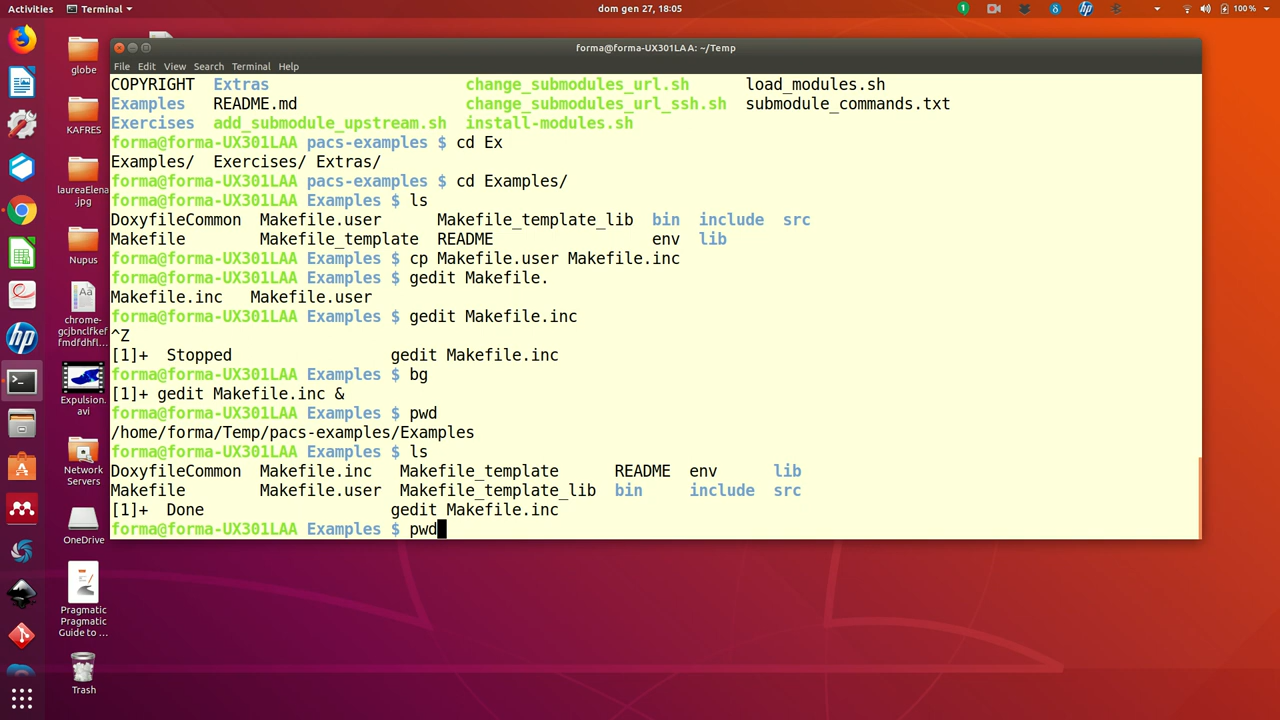 Activities
Terminal
dom gen 27, 18:05
1
100 %
forma@forma-UX301LAA: ~/Temp
File Edit View Search Terminal Help
COPYRIGHT Extras change_submodules_url.sh load_modules.sh
Examples README.md change_submodules_url_ssh.sh submodule_commands.txt
Exercises add_submodule_upstream.sh install-modules.sh
forma@forma-UX301LAA pacs-examples $ cd Ex
Examples/ Exercises/ Extras/
forma@forma-UX301LAA pacs-examples $ cd Examples/
forma@forma-UX301LAA Examples $ ls
DoxyfileCommon Makefile.user Makefile_template_lib bin include src
Makefile Makefile_template README env lib
forma@forma-UX301LAA Examples $ cp Makefile.user Makefile.inc
forma@forma-UX301LAA Examples $ gedit Makefile.
Makefile.inc Makefile.user
forma@forma-UX301LAA Examples $ gedit Makefile.inc
^Z
[1]+ Stopped gedit Makefile.inc
forma@forma-UX301LAA Examples $ bg
[1]+ gedit Makefile.inc &
forma@forma-UX301LAA Examples $ pwd
/home/forma/Temp/pacs-examples/Examples
forma@forma-UX301LAA Examples $ ls
DoxyfileCommon Makefile.inc Makefile_template README env lib
Makefile Makefile.user Makefile_template_lib bin include src
[1]+ Done gedit Makefile.inc
forma@forma-UX301LAA Examples $ pwd
globe
KAFRES
laureaElena.
jpg
Nupus
Aa
chrome-
gcjbnclfkef
fmdfdhfl...
Expulsion.
avi
Network
Servers
OneDrive
Pragmatic
Pragmatic
Guide to ...
Trash